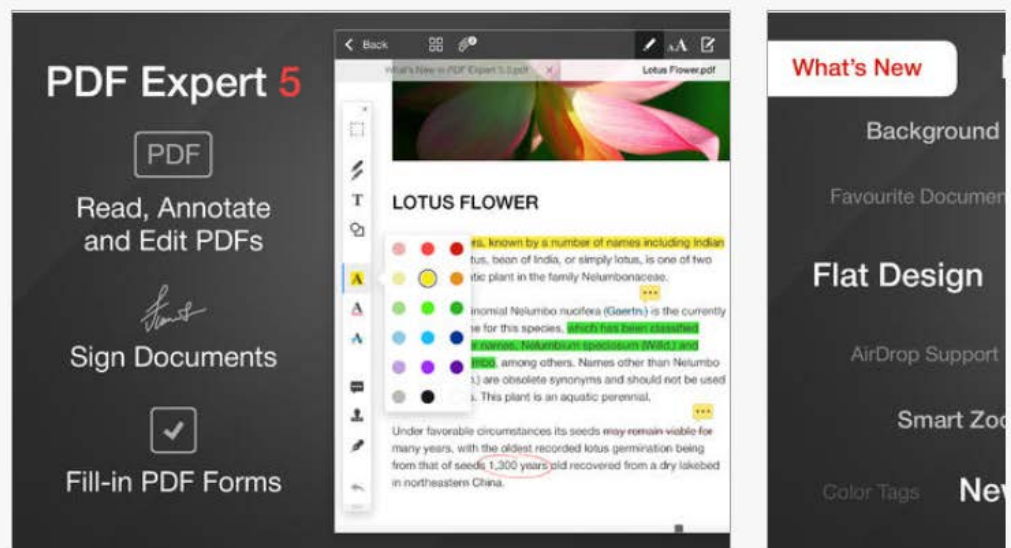 PDF Expert 5
PDF
Read, Annotate
and Edit PDFs
Sign Documents
Fill-in PDF Forms
Back
2
AA
What's New in PDF Expert 5.0.pdf
Lotus Flower.pdf
LOTUS FLOWER
known by a number of names including Indian
bean of India, or simply lotus, is one of two
plant in the family Nelumbonaceae.
Nelumbo nucifera (Gaertn.) is the currently
for this species, which has been classified
names, Nelumbium speciosum (Willd.) and
among others. Names other than Nelumbo
are obsolete synonyms and should not be used
This plant is an aquatic perennial.
Under favorable circumstances its seeds may remain viable for
many years, with the oldest recorded lotus germination being
from that of seeds 1,300 years old recovered from a dry lakebed
in northeastern China.
T
A
A
A
What's New
Background
Favourite
Flat Design
AirDrop Support
Smart
Color Tags